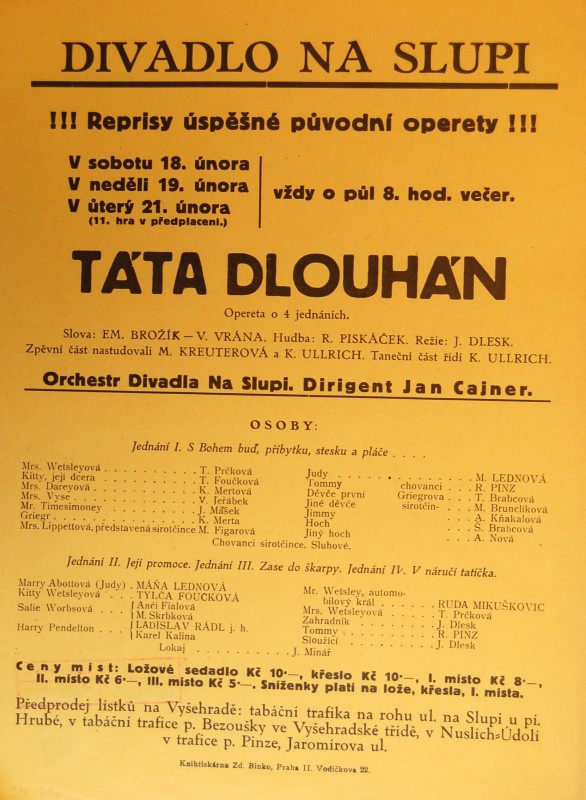 DIVADLO NA SLUPI
!!! Reprisy úspěšné původní operety !!!
V sobotu 18. února
V neděli 19. února
V úterý 21. února
(11. hra v předplacení.)
vždy o půl 8. hod. večer.
TÁTA DLOUHÁN
Opereta o 4 jednáních.
Slova: EM. BROŽÍK — V. VRÁNA. Hudba: R. PISKÁČEK. Režie: J. DLESK.
Zpěvní část nastudovali M. KREUTEROVÁ a K. ULLRICH. Taneční část řídí K. ULLRICH.
Orchestr Divadla Na Slupi. Dirigent Jan Cajner.
OSOBY:
Jednání I. S Bohem buď, příbytku, stesku a pláče . . . .
Mrs. Wetsleyová . . . . . . . . . . T. Prčková
Kitty, její dcera . . . . . . . . . . T. Foučková
Mrs. Dareyová . . . . . . . . . . K. Mertová
Mrs. Vyse . . . . . . . . . . V. Jeřábek
Mr. Timesimoney . . . . . . . . . . J. Mašek
Griegr . . . . . . . . . . K. Merta
Mrs. Lippettová, představená sirotčince M. Figarová
Judy . . . . . . . . . . M. LEDNOVÁ
Tommy chovanci . . R. PINZ
Děvče první Griegrova . . T. Brabcová
Jiné děvče sirotčin- . . . M. Brunclíková
Jimmy . . . A. Kňakalová
Hoch . . . S. Brabcová
Jiný hoch . . . A. Nová
Chovanci sirotčince. Sluhové.
Jednání II. Její promoce. Jednání III. Zase do škarpy. Jednání IV. V náručí tatíčka.
Marry Abottová (Judy) . MÁŇA LEDNOVÁ
Kitty Wetsleyová . . . . TYLČA FOUČKOVÁ
Salie Worbsová . . . { Anči Fialová
M. Skrbková
Harry Pendelton . . . { LADISLAV RÁDL j. h.
Karel Kalina
Mr. Wetsley, automo-
bilový král . . . . . . RUDA MIKUŠKOVIC
Mrs. Wetsleyová . . . . . T. Prčková
Zahradník . . . . . . J. Dlesk
Tommy . . . . . . R. PINZ
Sloužící . . . . . . J. Dlesk
Lokaj . . . . . . . . . . J. Minář
Ceny míst: Ložové sedadlo Kč 10·—, křeslo Kč 10·—, I. místo Kč 8·—,
II. místo Kč 6·—, III. místo Kč 5·—. Sníženky platí na lože, křesla, I. místa.
Předprodej lístků na Vyšehradě: tabáční trafika na rohu ul. na Slupi u pí.
Hrubé, v tabáční trafice p. Bezoušky ve Vyšehradské třídě, v Nuslích-Údolí
v trafice p. Pinze, Jaromírova ul.
Knihtiskárna Zd. Binko, Praha II. Vodičkova 22.